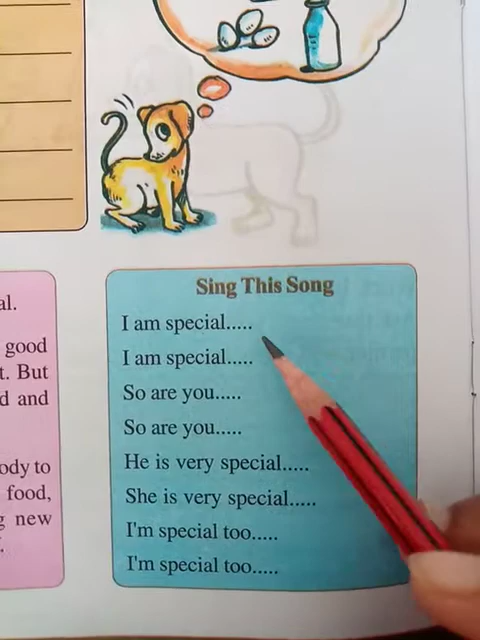 al.
good
t. But
d and
ody to
food,
g new
Sing This Song
I am special.....
I am special.....
So are you.....
So are you.....
He is very special.....
She is very special.....
I'm special too.....
I'm special too.....